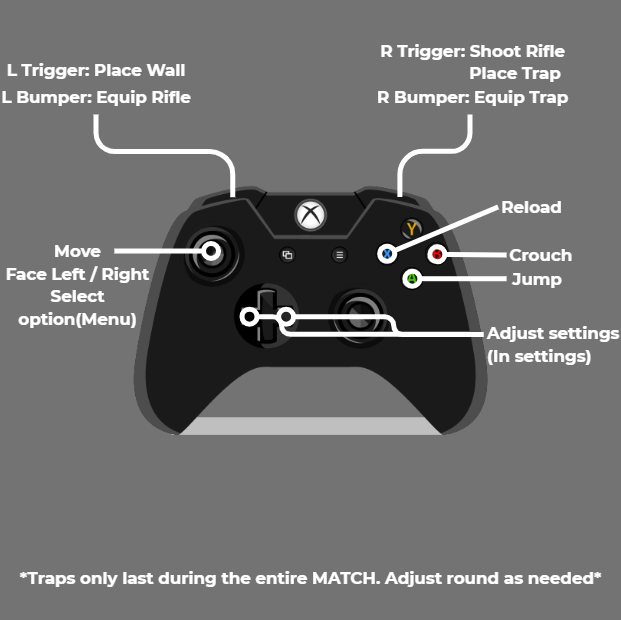 L Trigger: Place Wall
L Bumper: Equip Rifle
R Trigger: Shoot Rifle
Place Trap
R Bumper: Equip Trap
Reload
Y
X
B
A
Crouch
Jump
Move
Face Left / Right
Select
option(Menu)
Adjust settings
(In settings)
*Traps only last during the entire MATCH. Adjust round as needed*